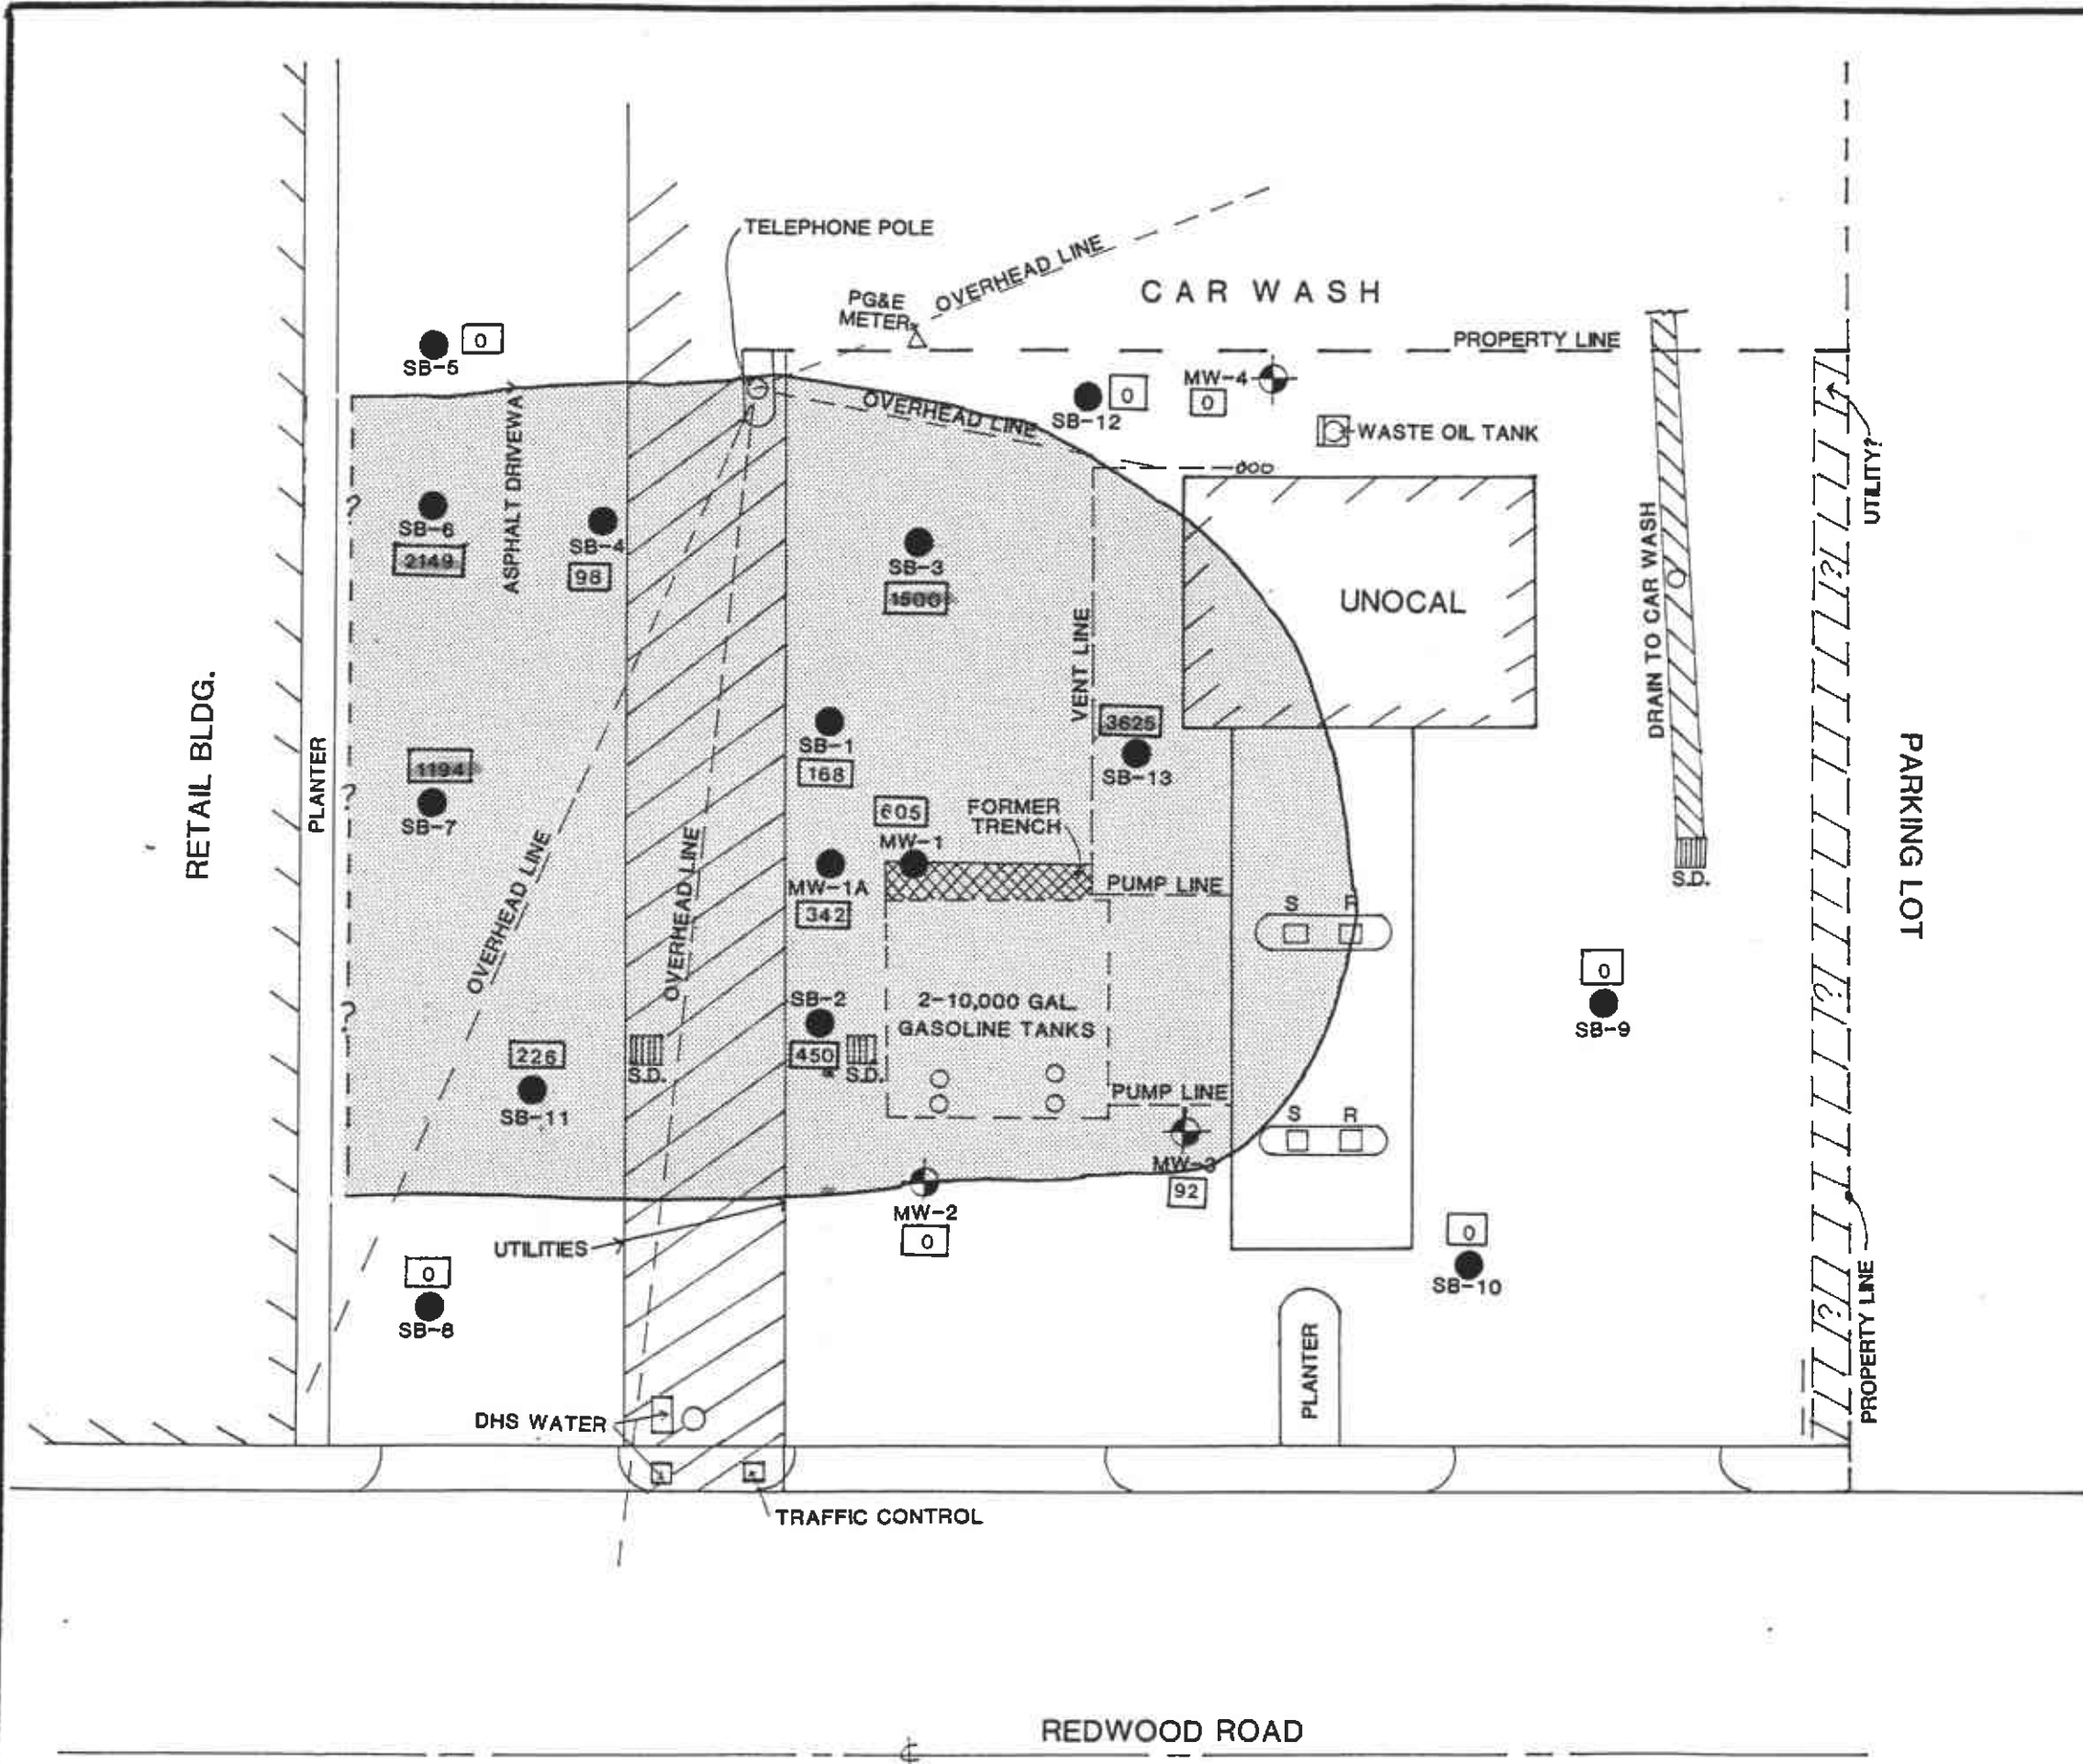 TELEPHONE POLE
OVERHEAD LINE
CAR WASH
PG&E
METER
PROPERTY LINE
0
SB-5
OVERHEAD LINE
0
SB-12
MW-4
0
WASTE OIL TANK
UTILITY?
ASPHALT DRIVEWAY
?
SB-6
2149
SB-4
98
SB-3
1500
UNOCAL
?
DRAIN TO CAR WASH
VENT LINE
RETAIL BLDG.
PLANTER
SB-1
168
3625
SB-13
1194
?
SB-7
605
MW-1
FORMER
TRENCH
PARKING LOT
S.D.
OVERHEAD LINE
OVERHEAD LINE
MW-1A
342
PUMP LINE
S R
0
SB-9
?
SB-2
450
S.D.
2-10,000 GAL.
GASOLINE TANKS
?
226
SB-11
S.D.
PUMP LINE
S R
MW-3
92
MW-2
0
UTILITIES
0
SB-10
0
SB-8
?
PROPERTY LINE
PLANTER
DHS WATER
TRAFFIC CONTROL
REDWOOD ROAD